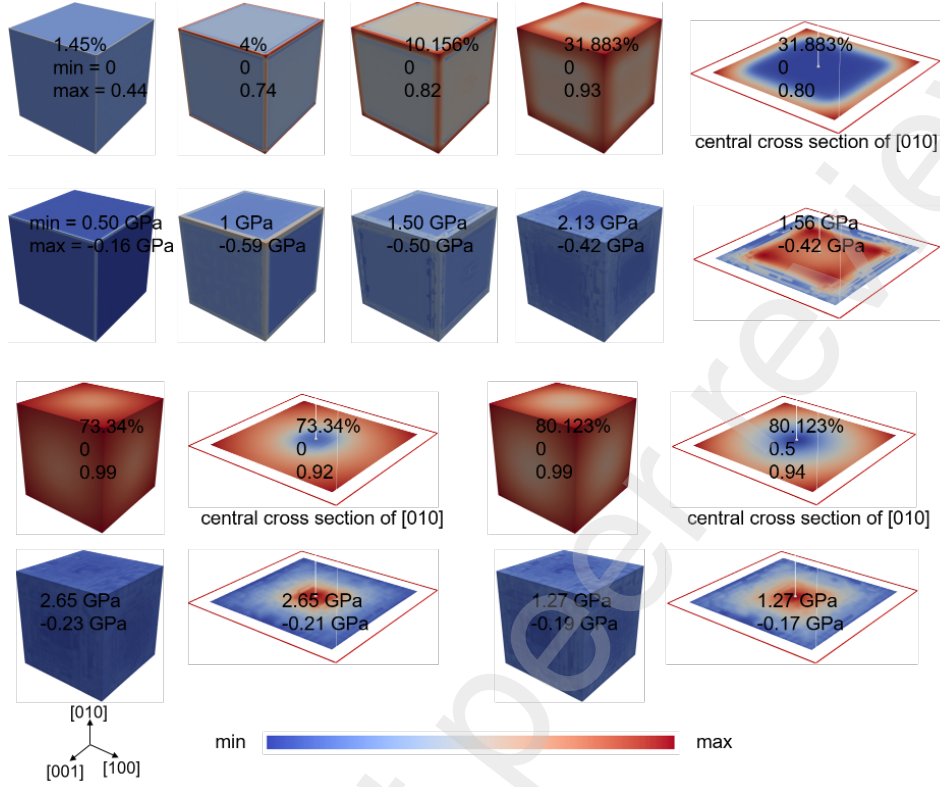 1.45%
min = 0
max = 0.44
4%
0
0.74
10.156%
0
0.82
31.883%
0
0.93
31.883%
0
0.80
central cross section of [010]
min = 0.50 GPa
max = -0.16 GPa
1 GPa
-0.59 GPa
1.50 GPa
-0.50 GPa
2.13 GPa
-0.42 GPa
1.56 GPa
-0.42 GPa
73.34%
0
0.99
73.34%
0
0.92
central cross section of [010]
80.123%
0
0.99
80.123%
0.5
0.94
central cross section of [010]
2.65 GPa
-0.23 GPa
2.65 GPa
-0.21 GPa
1.27 GPa
-0.19 GPa
1.27 GPa
-0.17 GPa
[010]
[001]
[100]
min
max
t peer review